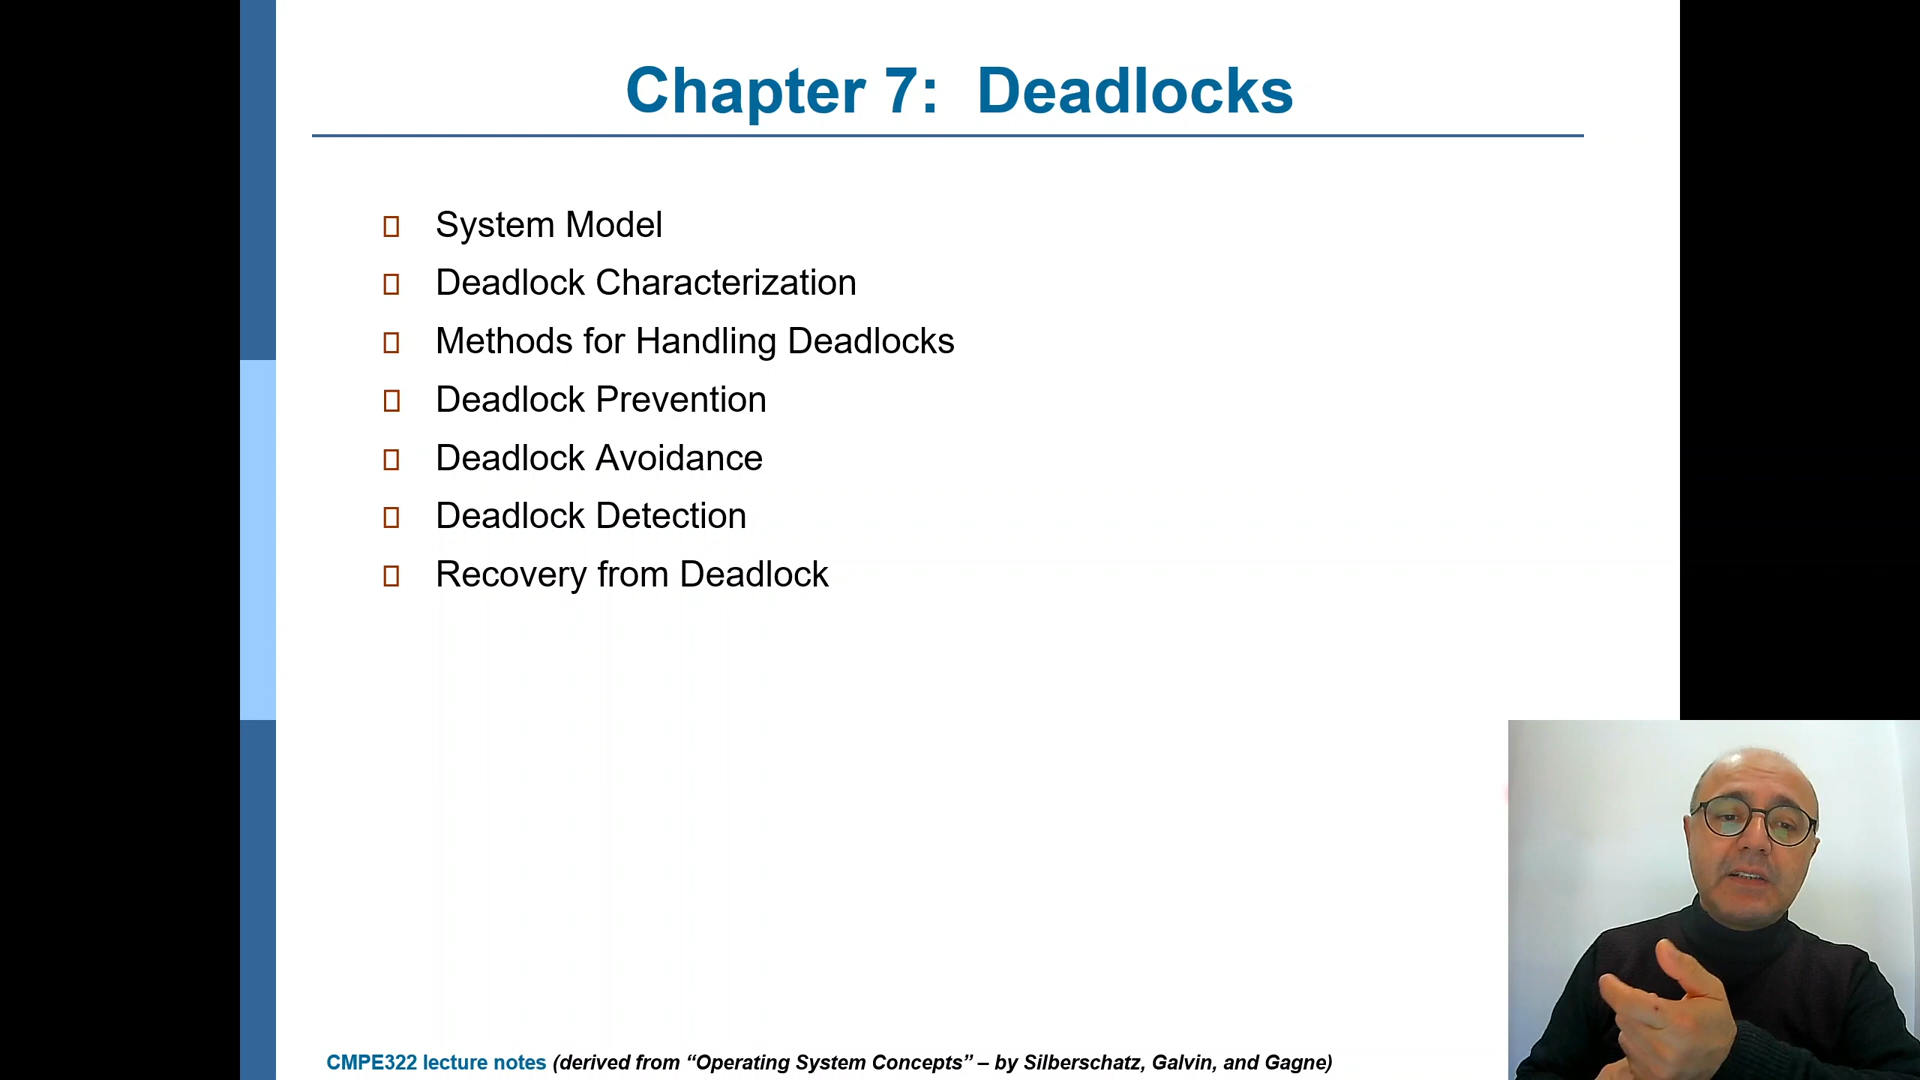 Chapter 7: Deadlocks
System Model
Deadlock Characterization
Methods for Handling Deadlocks
Deadlock Prevention
Deadlock Avoidance
Deadlock Detection
Recovery from Deadlock
CMPE322 lecture notes (derived from “Operating System Concepts” – by Silberschatz, Galvin, and Gagne)